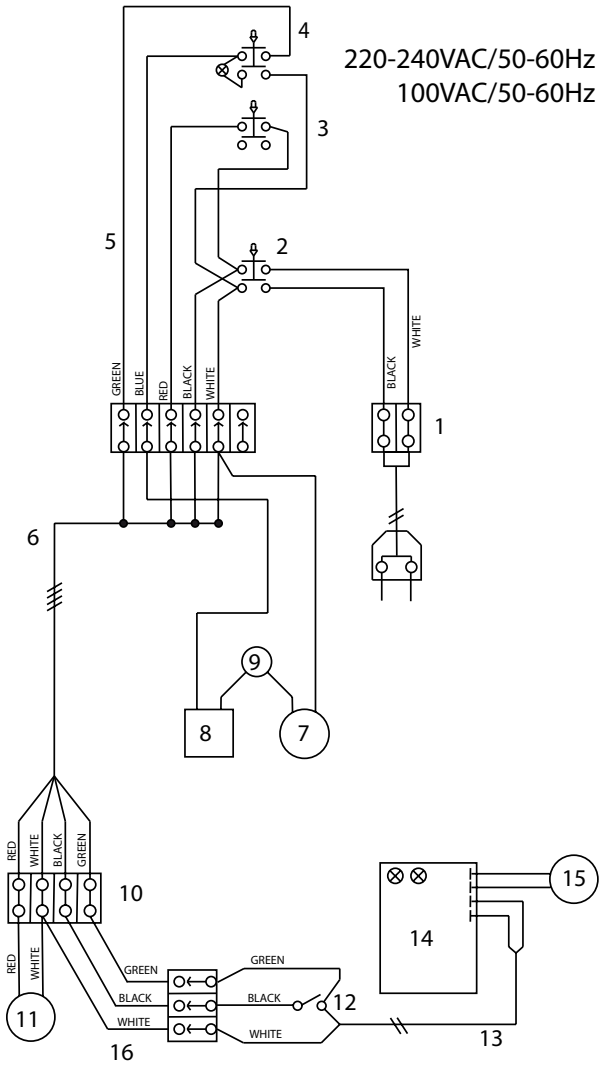 4
220-240VAC/50-60Hz
100VAC/50-60Hz
3
5
2
GREEN
BLUE
RED
BLACK
WHITE
BLACK
WHITE
1
6
9
8
7
RED
WHITE
BLACK
GREEN
10
15
14
RED
WHITE
GREEN
GREEN
BLACK
BLACK
12
11
WHITE
WHITE
13
16